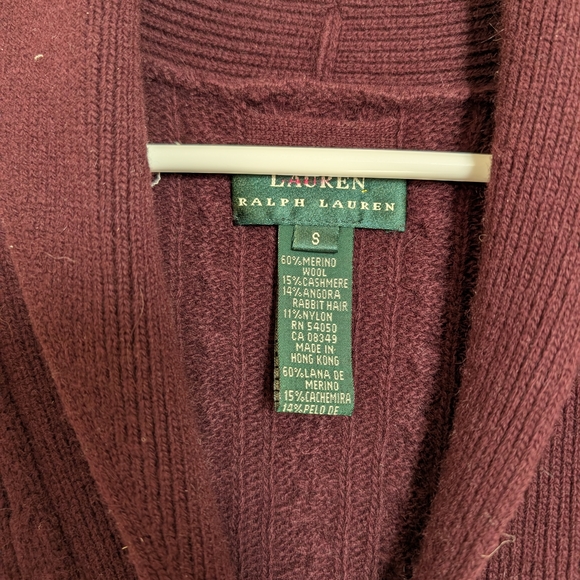 LAUREN
RALPH LAUREN
S
60%MERINO
WOOL
15%CASHMERE
14%ANGORA
RABBIT HAIR
11%NYLON
RN 54050
CA 08349
MADE IN
HONG KONG
60%LANA DE
MERINO
15%CACHEMIRA
14%PELO DE